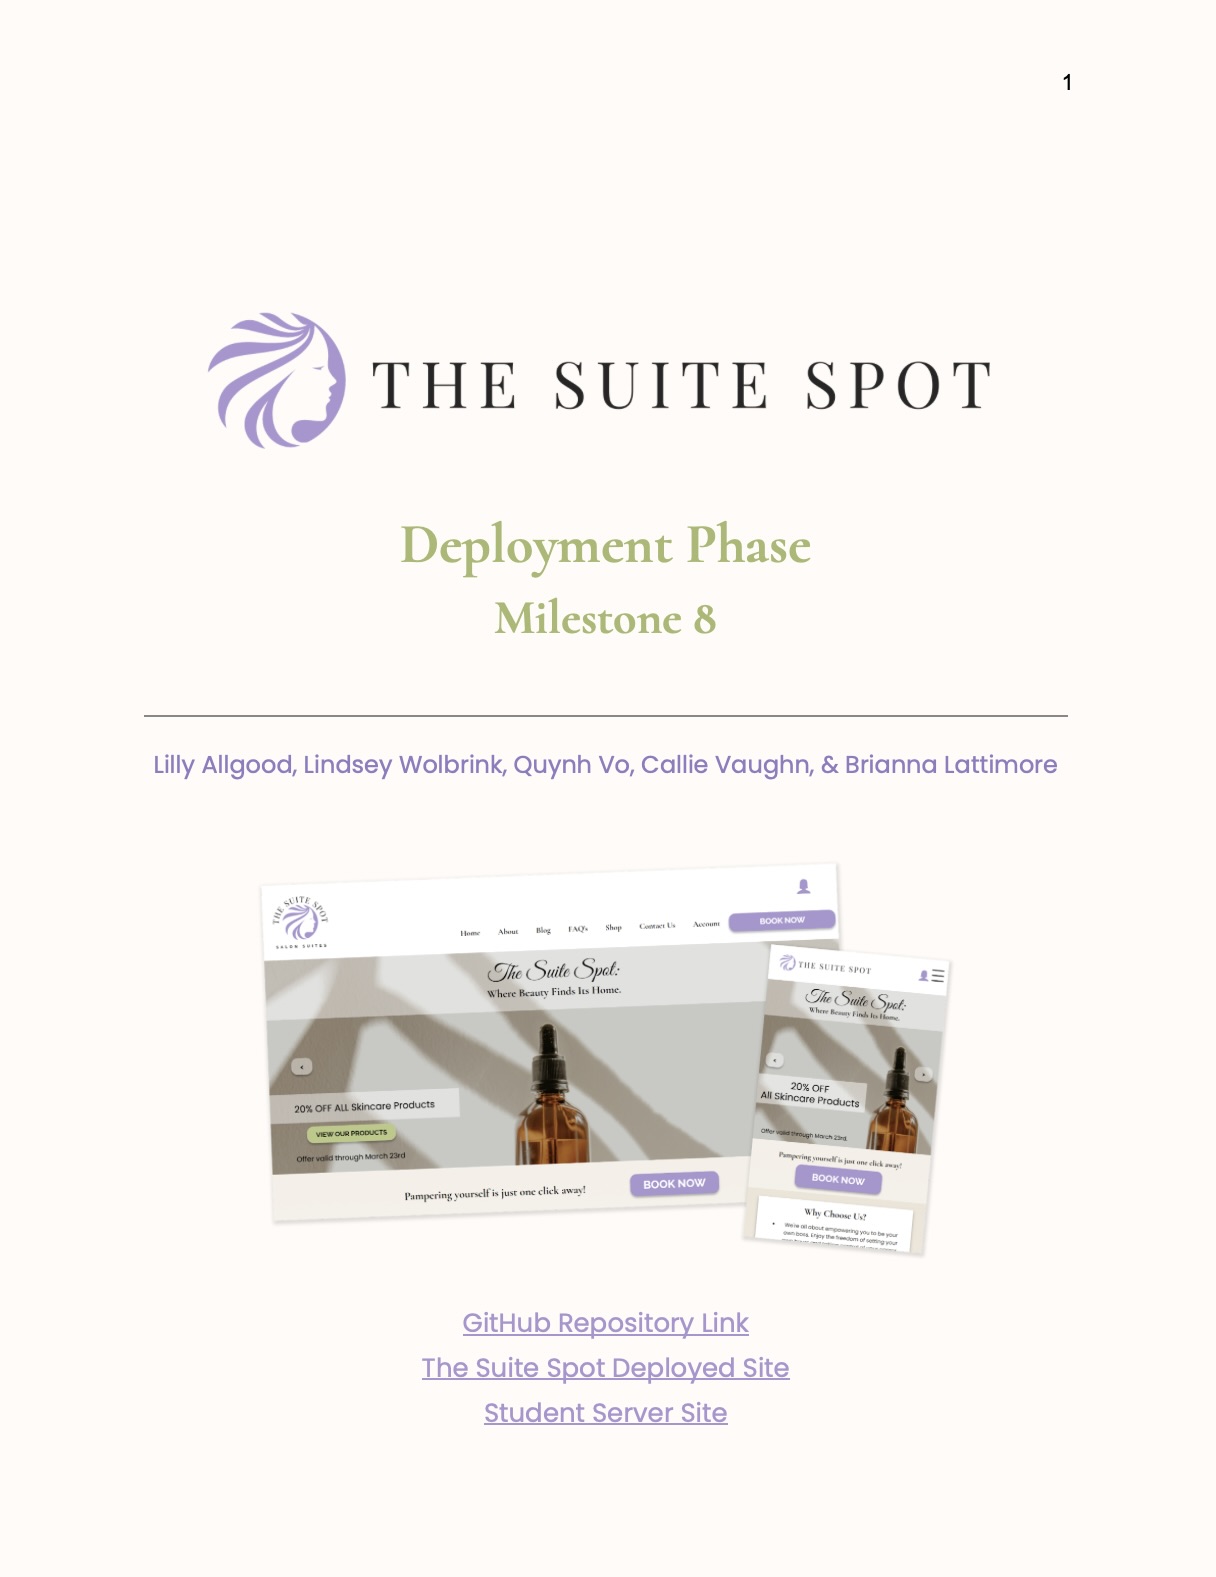 1
THE SUITE SPOT
Deployment Phase
Milestone 8
Lilly Allgood, Lindsey Wolbrink, Quynh Vo, Callie Vaughn, & Brianna Lattimore
THE SUITE SPOT
SALON SUITES
Home About Blog FAQ's Shop Contact Us Account BOOK NOW
The Suite Spot:
Where Beauty Finds Its Home.
20% OFF ALL Skincare Products
VIEW OUR PRODUCTS
Offer valid through March 23rd
Pampering yourself is just one click away! BOOK NOW
THE SUITE SPOT
The Suite Spot:
Where Beauty Finds Its Home.
20% OFF
All Skincare Products
Offer valid through March 23rd.
Pampering yourself is just one click away!
BOOK NOW
Why Choose Us?
We're all about empowering you to be your
own boss. Enjoy the freedom of setting your
GitHub Repository Link
The Suite Spot Deployed Site
Student Server Site